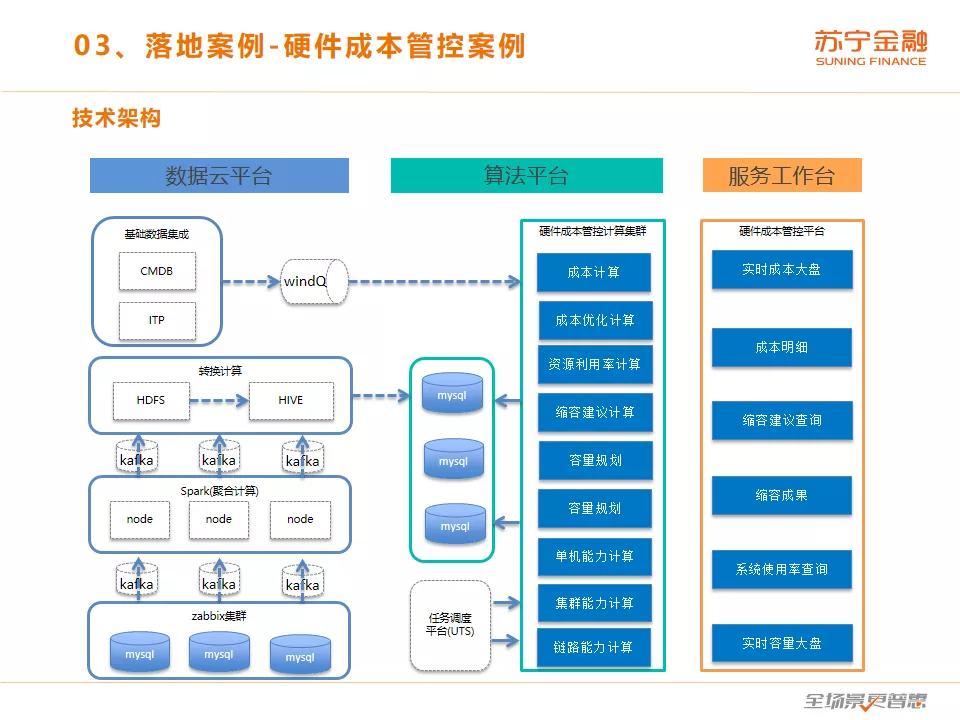 03、落地案例-硬件成本管控案例
苏宁金融
SUNING FINANCE
技术架构
数据云平台
算法平台
服务工作台
基础数据集成
CMDB
ITP
windQ
转换计算
HDFS
HIVE
kafka
kafka
kafka
Spark(聚合计算)
node
node
node
kafka
kafka
kafka
zabbix集群
mysql
mysql
mysql
mysql
mysql
mysql
任务调度
平台(UTS)
硬件成本管控计算集群
成本计算
成本优化计算
资源利用率计算
缩容建议计算
容量规划
容量规划
单机能力计算
集群能力计算
链路能力计算
硬件成本管控平台
实时成本大盘
成本明细
缩容建议查询
缩容成果
系统使用率查询
实时容量大盘
全场景更智想